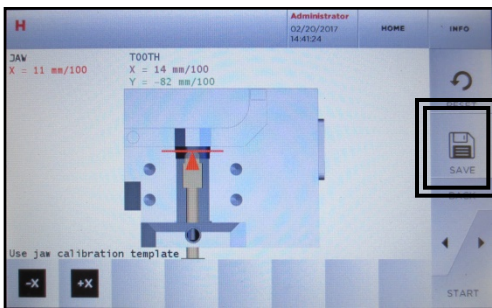 H
Administrator
02/20/2017
14:41:24
HOME
INFO
JAW
X = 11 mm/100
TOOTH
X = 14 mm/100
Y = -82 mm/100
RESET
SAVE
Use jaw calibration template
-X
+X
START